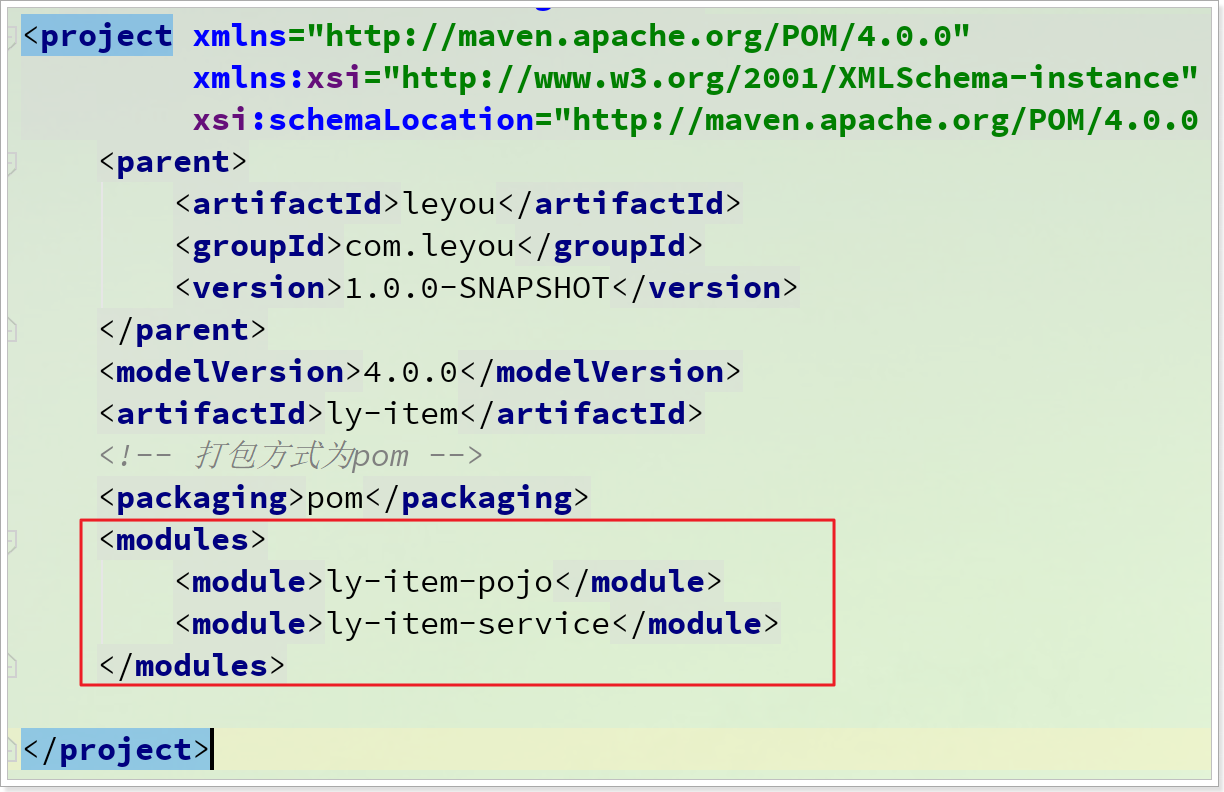 <project xmlns="http://maven.apache.org/POM/4.0.0"
xmlns:xsi="http://www.w3.org/2001/XMLSchema-instance"
xsi:schemaLocation="http://maven.apache.org/POM/4.0.0
<parent>
<artifactId>leyou</artifactId>
<groupId>com.leyou</groupId>
<version>1.0.0-SNAPSHOT</version>
</parent>
<modelVersion>4.0.0</modelVersion>
<artifactId>ly-item</artifactId>
<!-- 打包方式为pom -->
<packaging>pom</packaging>
<modules>
<module>ly-item-pojo</module>
<module>ly-item-service</module>
</modules>
</project>